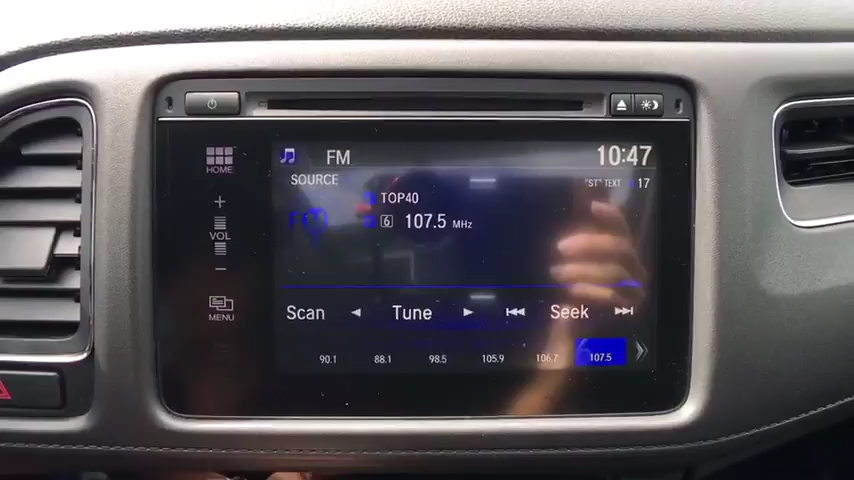 HOME
+
VOL
−
MENU
FM
10:47
SOURCE
"ST" TEXT 17
TOP40
6 107.5 MHz
Scan Tune Seek
90.1 88.1 98.5 105.9 106.7 107.5